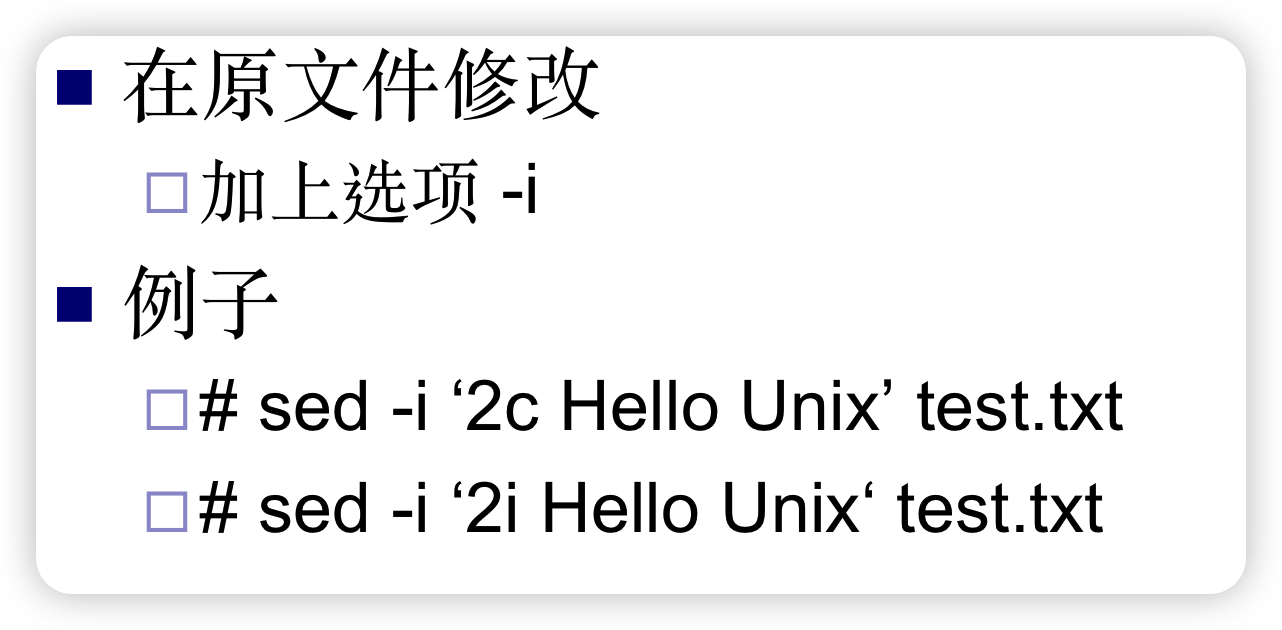 在原文件修改
加上选项 -i
例子
# sed -i ‘2c Hello Unix’ test.txt
# sed -i ‘2i Hello Unix‘ test.txt